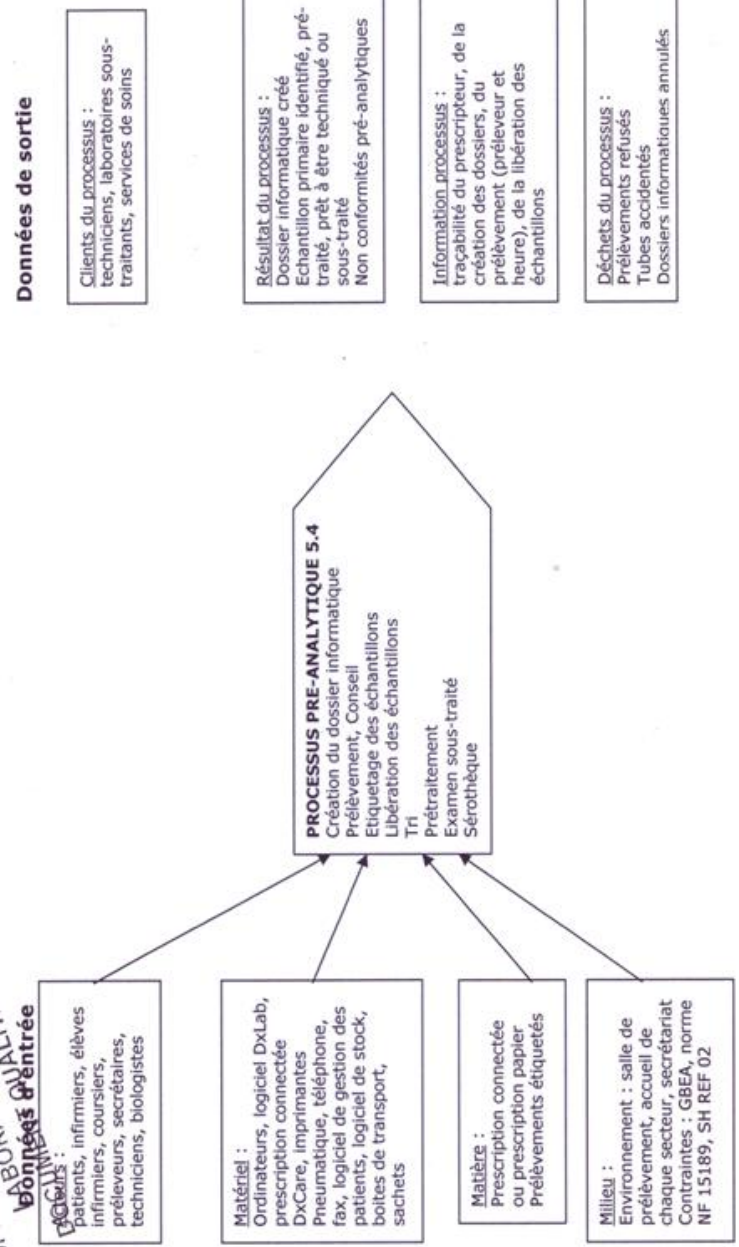 LABORA
QUALIT
Données d'entrée
Acteurs :
patients, infirmiers, élèves
infirmiers, coursiers,
préleveurs, secrétaires,
techniciens, biologistes
Matériel :
Ordinateurs, logiciel DxLab,
prescription connectée
DxCare, imprimantes
Pneumatique, téléphone,
fax, logiciel de gestion des
patients, logiciel de stock,
boites de transport,
sachets
Matière :
Prescription connectée
ou prescription papier
Prélèvements étiquetés
Milieu :
Environnement : salle de
prélèvement, accueil de
chaque secteur, secrétariat
Contraintes : GBEA, norme
NF 15189, SH REF 02
PROCESSUS PRE-ANALYTIQUE 5.4
Création du dossier informatique
Prélèvement, Conseil
Etiquetage des échantillons
Libération des échantillons
Tri
Prétraitement
Examen sous-traité
Sérothèque
Données de sortie
Clients du processus :
techniciens, laboratoires sous-
traitants, services de soins
Résultat du processus :
Dossier informatique créé
Echantillon primaire identifié, pré-
traité, prêt à être techniqué ou
sous-traité
Non conformités pré-analytiques
Information processus :
traçabilité du prescripteur, de la
création des dossiers, du
prélèvement (préleveur et
heure), de la libération des
échantillons
Déchets du processus :
Prélèvements refusés
Tubes accidentés
Dossiers informatiques annulés